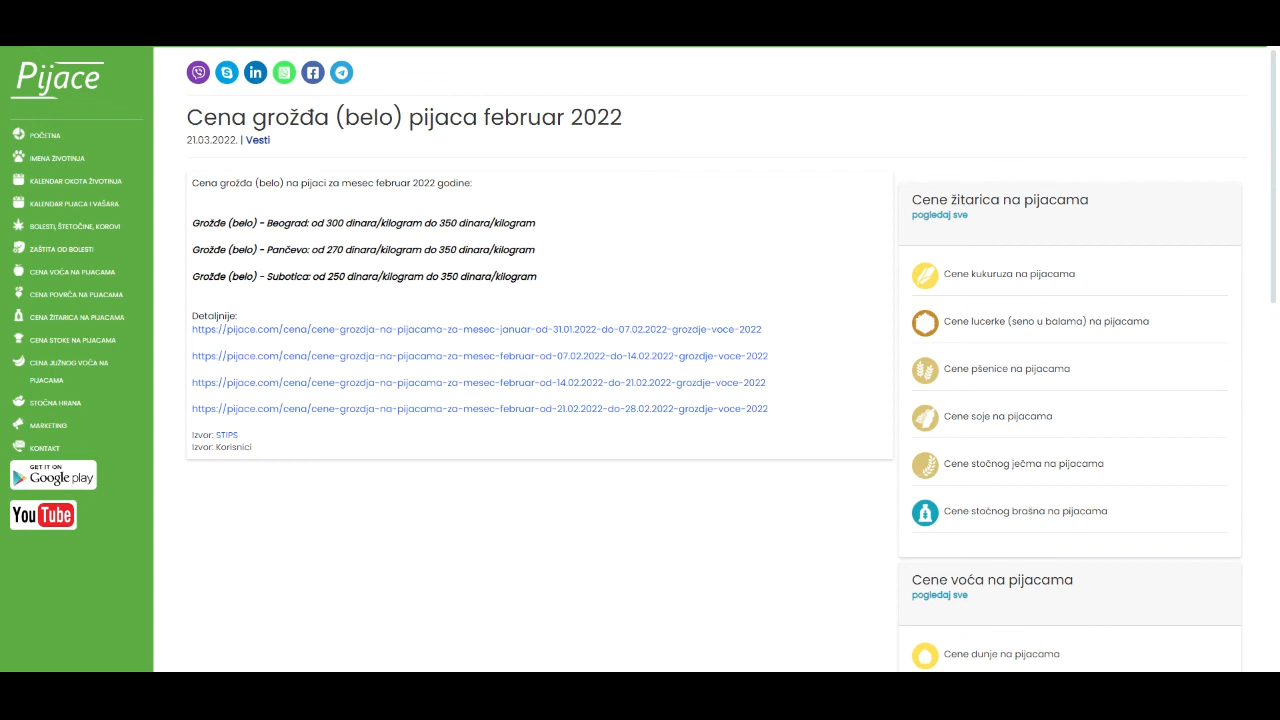 Pijace
POČETNA
IMENA ŽIVOTINJA
KALENDAR OKOTA ŽIVOTINJA
KALENDAR PIJACA I VAŠARA
BOLESTI, ŠTETOČINE, KOROVI
ZAŠTITA OD BOLESTI
CENA VOĆA NA PIJACAMA
CENA POVRĆA NA PIJACAMA
CENA ŽITARICA NA PIJACAMA
CENA STOKE NA PIJACAMA
CENA JUŽNOG VOĆA NA
PIJACAMA
STOČNA HRANA
MARKETING
KONTAKT
GET IT ON
Google play
YouTube
Cena grožđa (belo) pijaca februar 2022
21.03.2022. | Vesti
Cena grožđa (belo) na pijaci za mesec februar 2022 godine:
Grožđe (belo) - Beograd: od 300 dinara/kilogram do 350 dinara/kilogram
Grožđe (belo) - Pančevo: od 270 dinara/kilogram do 350 dinara/kilogram
Grožđe (belo) - Subotica: od 250 dinara/kilogram do 350 dinara/kilogram
Detaljnije:
https://pijace.com/cena/cene-grozdja-na-pijacama-za-mesec-januar-od-31.01.2022-do-07.02.2022-grozdje-voce-2022
https://pijace.com/cena/cene-grozdja-na-pijacama-za-mesec-februar-od-07.02.2022-do-14.02.2022-grozdje-voce-2022
https://pijace.com/cena/cene-grozdja-na-pijacama-za-mesec-februar-od-14.02.2022-do-21.02.2022-grozdje-voce-2022
https://pijace.com/cena/cene-grozdja-na-pijacama-za-mesec-februar-od-21.02.2022-do-28.02.2022-grozdje-voce-2022
Izvor: STIPS
Izvor: Korisnici
Cene žitarica na pijacama
pogledaj sve
Cene kukuruza na pijacama
Cene lucerke (seno u balama) na pijacama
Cene pšenice na pijacama
Cene soje na pijacama
Cene stočnog ječma na pijacama
Cene stočnog brašna na pijacama
Cene voća na pijacama
pogledaj sve
Cene dunje na pijacama